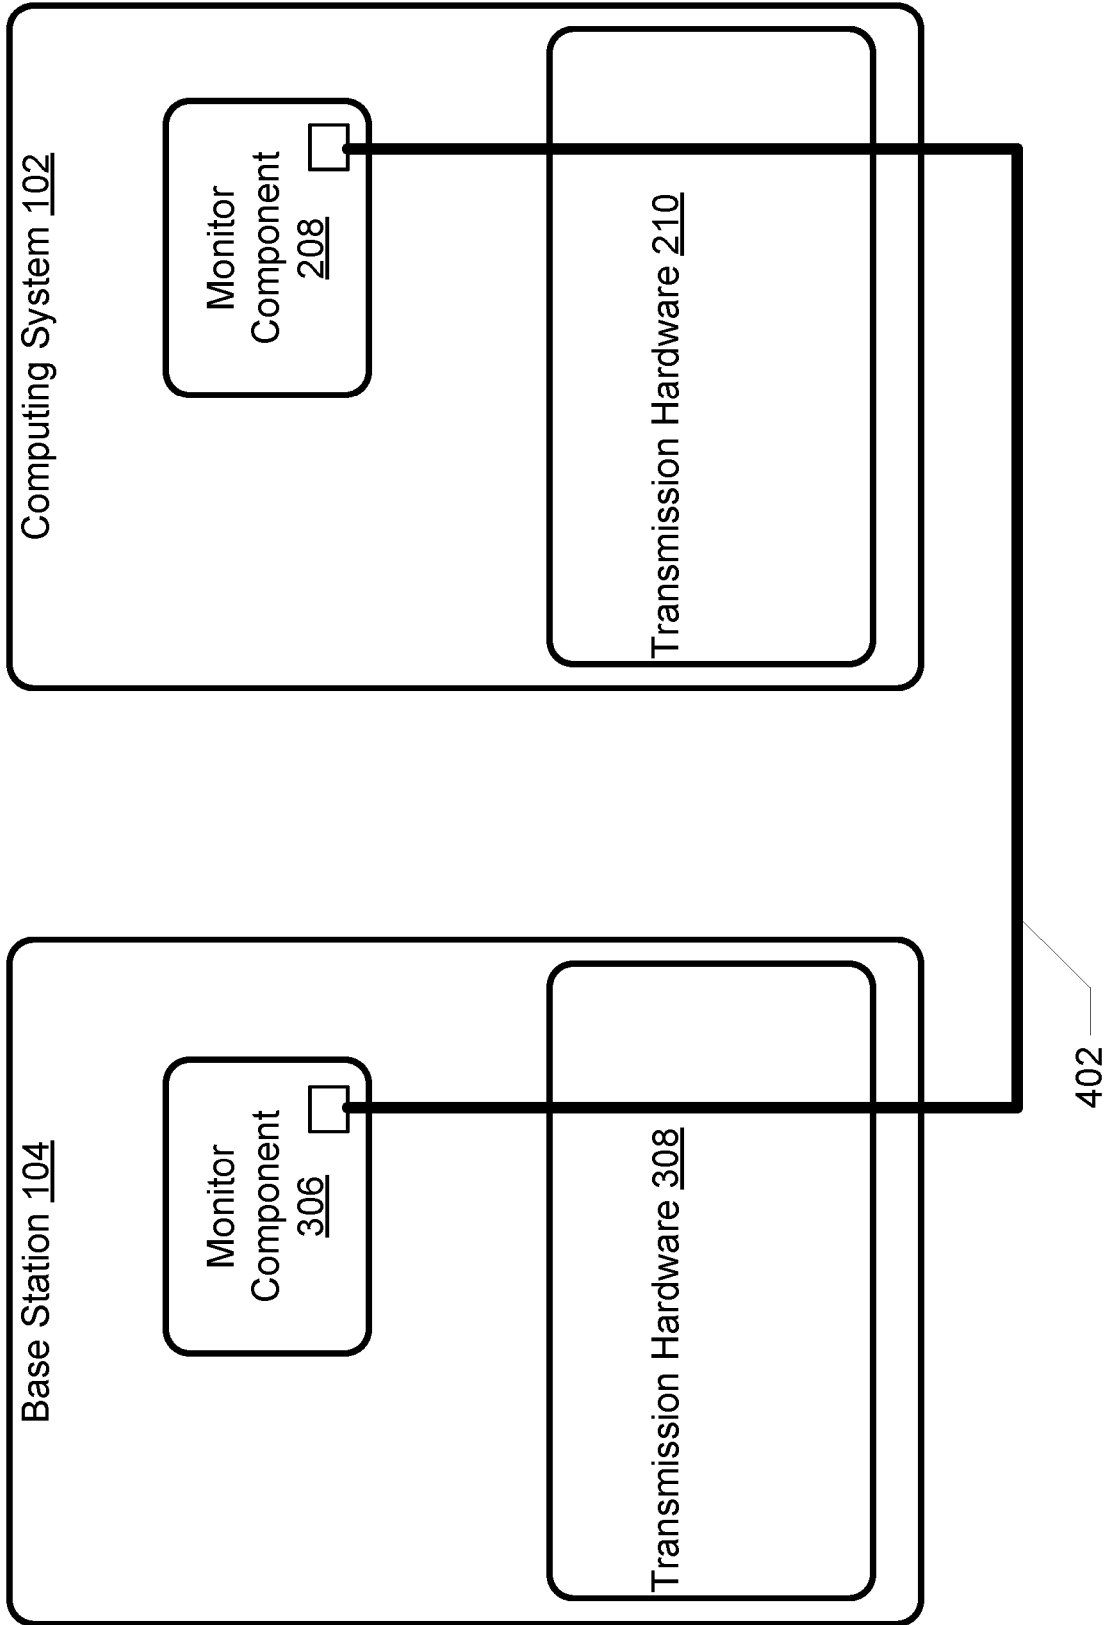 Base Station 104
Monitor
Component
306
Transmission Hardware 308
Computing System 102
Monitor
Component
208
Transmission Hardware 210
402